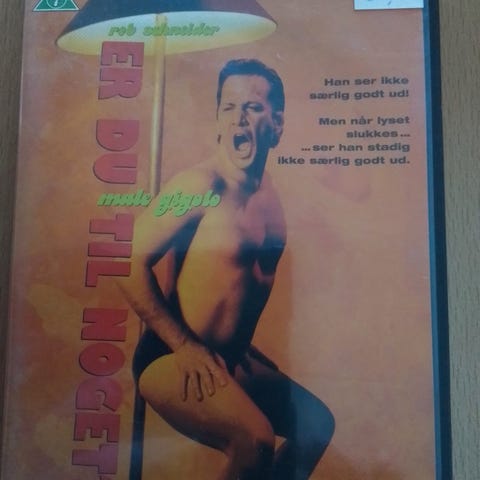 rob schneider
ER DU TIL NOGET
male gigolo
Han ser ikke
særlig godt ud!
Men når lyset
slukkes...
...ser han stadig
ikke særlig godt ud.